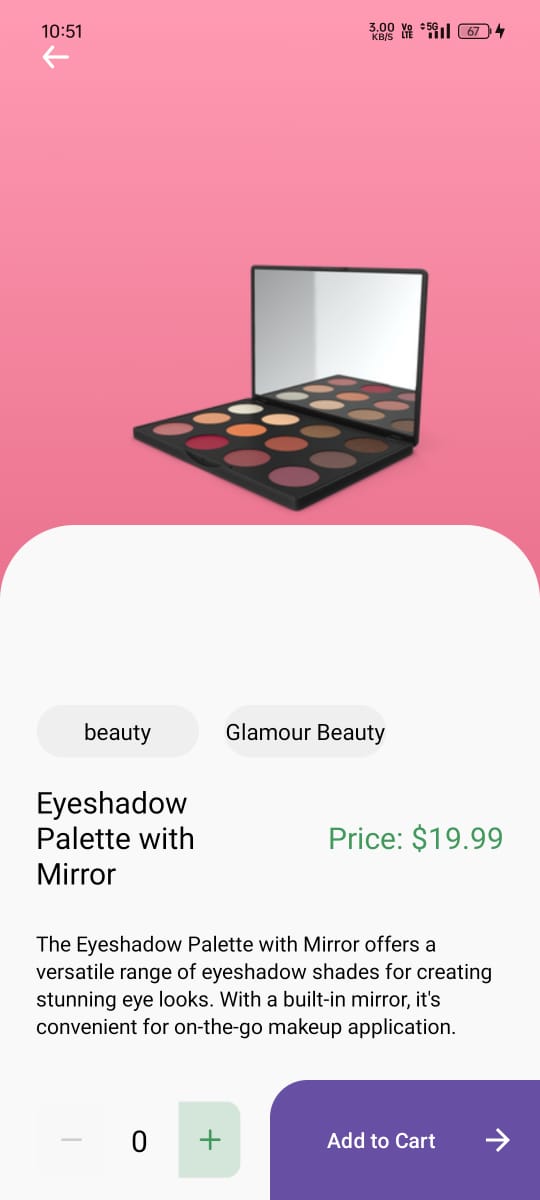 10:51
3.00 KB/S Vo LTE 5G 67
beauty
Glamour Beauty
Eyeshadow
Palette with
Mirror
Price: $19.99
The Eyeshadow Palette with Mirror offers a
versatile range of eyeshadow shades for creating
stunning eye looks. With a built-in mirror, it's
convenient for on-the-go makeup application.
0
Add to Cart